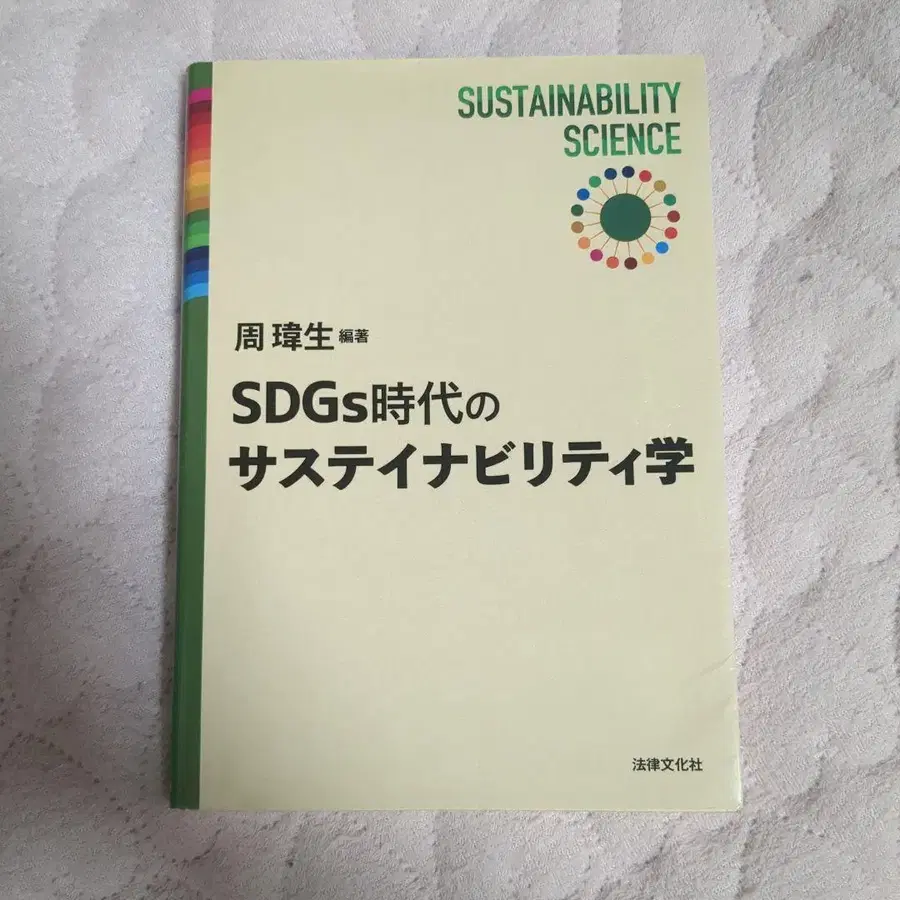 SUSTAINABILITY
SCIENCE
周 瑋生 編著
SDGs時代の
サステイナビリティ学
法律文化社